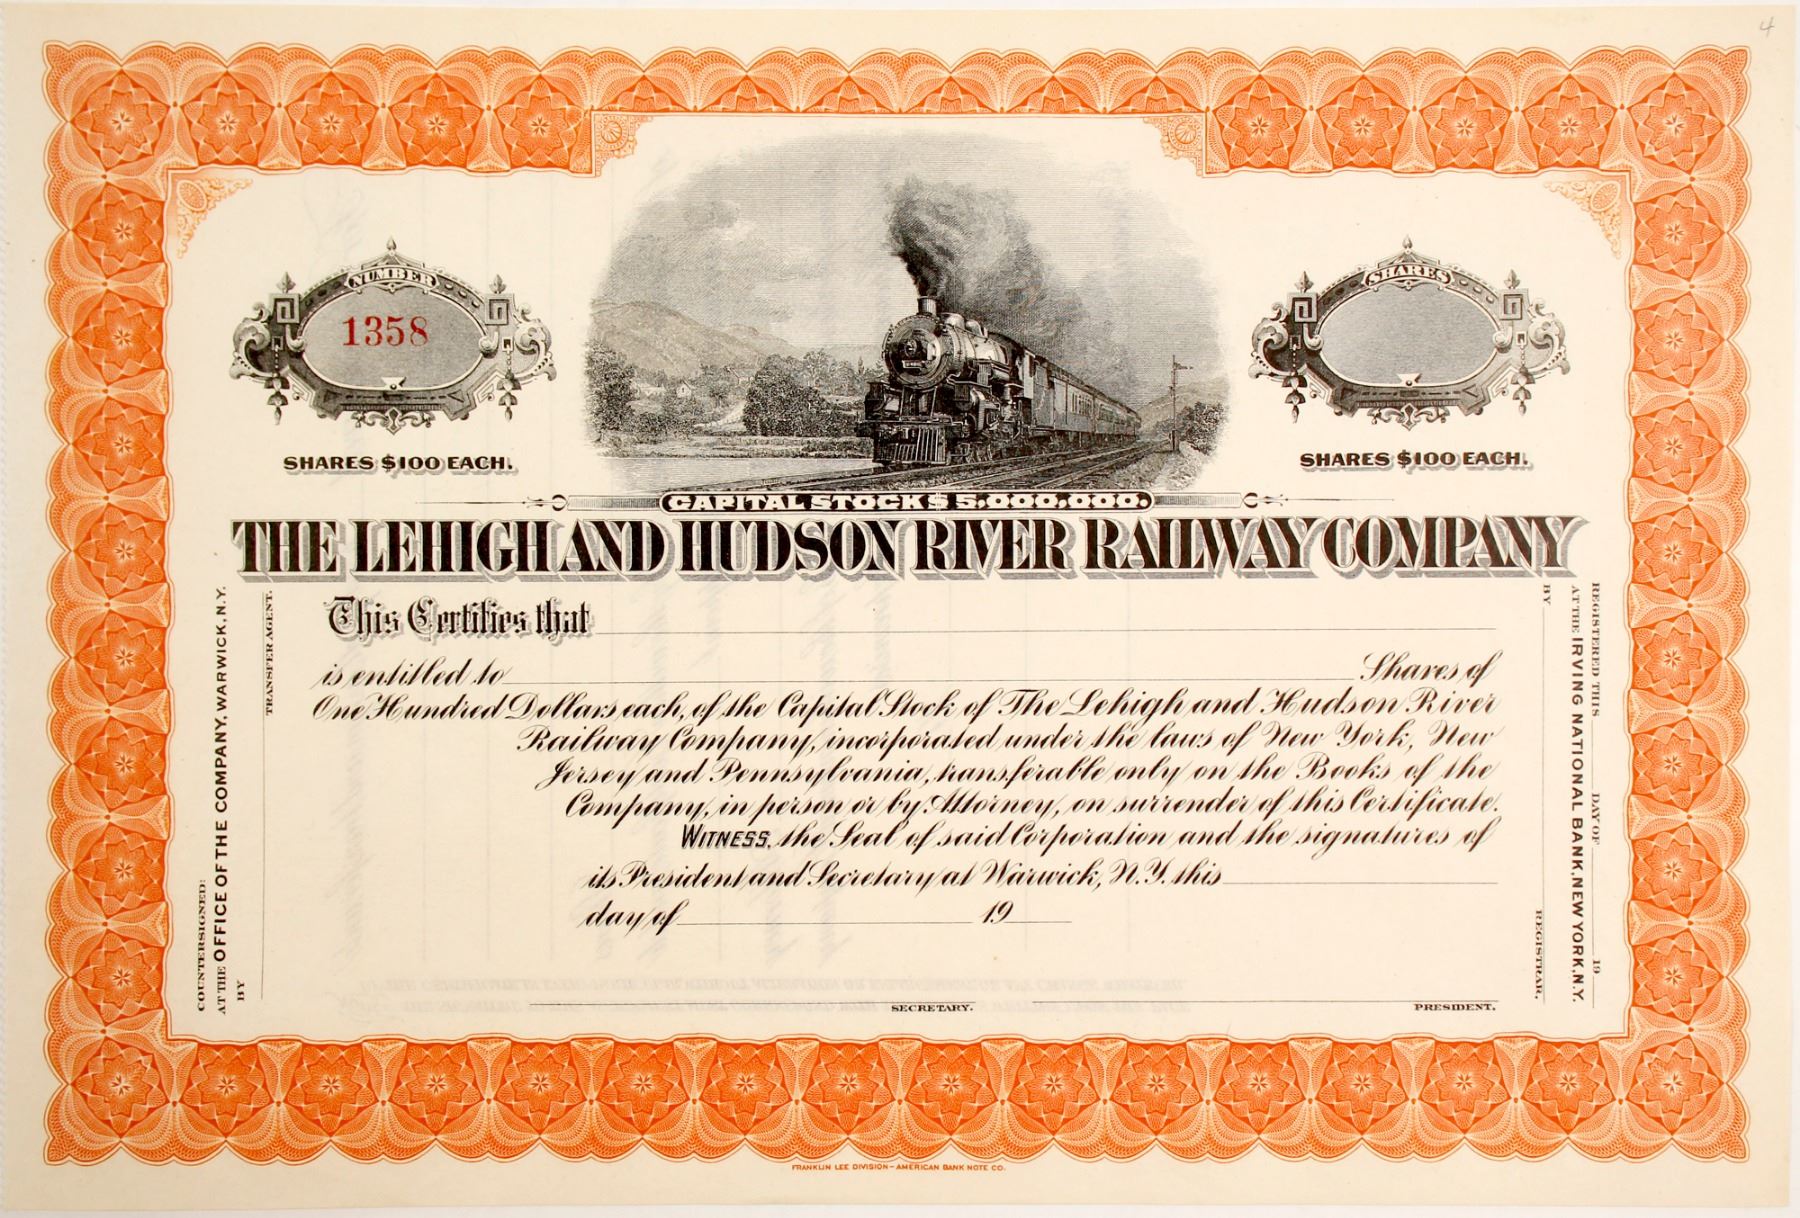 4
NUMBER
1358
SHARES
SHARES $100 EACH.
SHARES $100 EACH.
CAPITAL STOCK $5,000,000.
THE LEHIGH AND HUDSON RIVER RAILWAY COMPANY
This Certifies that
is entitled to Shares of
One Hundred Dollars each, of the Capital Stock of The Lehigh and Hudson River
Railway Company, incorporated under the laws of New York, New
Jersey and Pennsylvania, transferable only on the Books of the
Company, in person or by Attorney, on surrender of this Certificate.
WITNESS, the Seal of said Corporation and the signatures of
its President and Secretary at Warwick, N.Y. this
day of 19
SECRETARY. PRESIDENT.
COUNTERSIGNED:
AT THE OFFICE OF THE COMPANY, WARWICK, N.Y.
BY
TRANSFER AGENT.
REGISTERED THIS DAY OF 19
AT THE IRVING NATIONAL BANK, NEW YORK, N.Y.
BY REGISTRAR.
FRANKLIN LEE DIVISION – AMERICAN BANK NOTE CO.